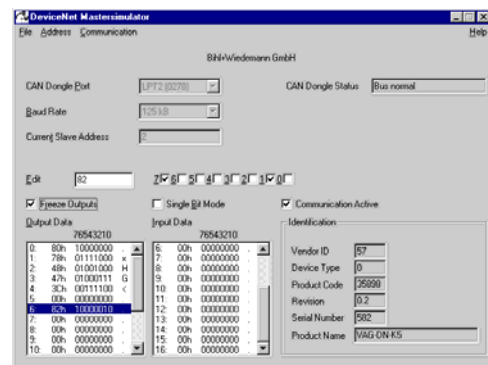 DeviceNet Mastersimulator
File Address Communication Help
Bihl+Wiedemann GmbH
CAN Dongle Port LPT2 (0278) CAN Dongle Status Bus normal
Baud Rate 125 kB
Current Slave Address 2
Edit 82 7 6 5 4 3 2 1 0
Freeze Outputs Single Bit Mode Communication Active
Output Data Input Data Identification
76543210 76543210
0: 80h 10000000 . 6: 00h 00000000 .
1: 78h 01111000 x 7: 00h 00000000 .
2: 48h 01001000 H 8: 00h 00000000 .
3: 47h 01000111 G 9: 00h 00000000 .
4: 3Ch 00111100 < 10: 00h 00000000 .
5: 00h 00000000 . 11: 00h 00000000 .
6: 82h 10000010 . 12: 00h 00000000 .
7: 00h 00000000 . 13: 00h 00000000 .
8: 00h 00000000 . 14: 00h 00000000 .
9: 00h 00000000 . 15: 00h 00000000 .
10: 00h 00000000 . 16: 00h 00000000 .
Vendor ID 57
Device Type 0
Product Code 35890
Revision 0.2
Serial Number 582
Product Name VAG-DN-K5